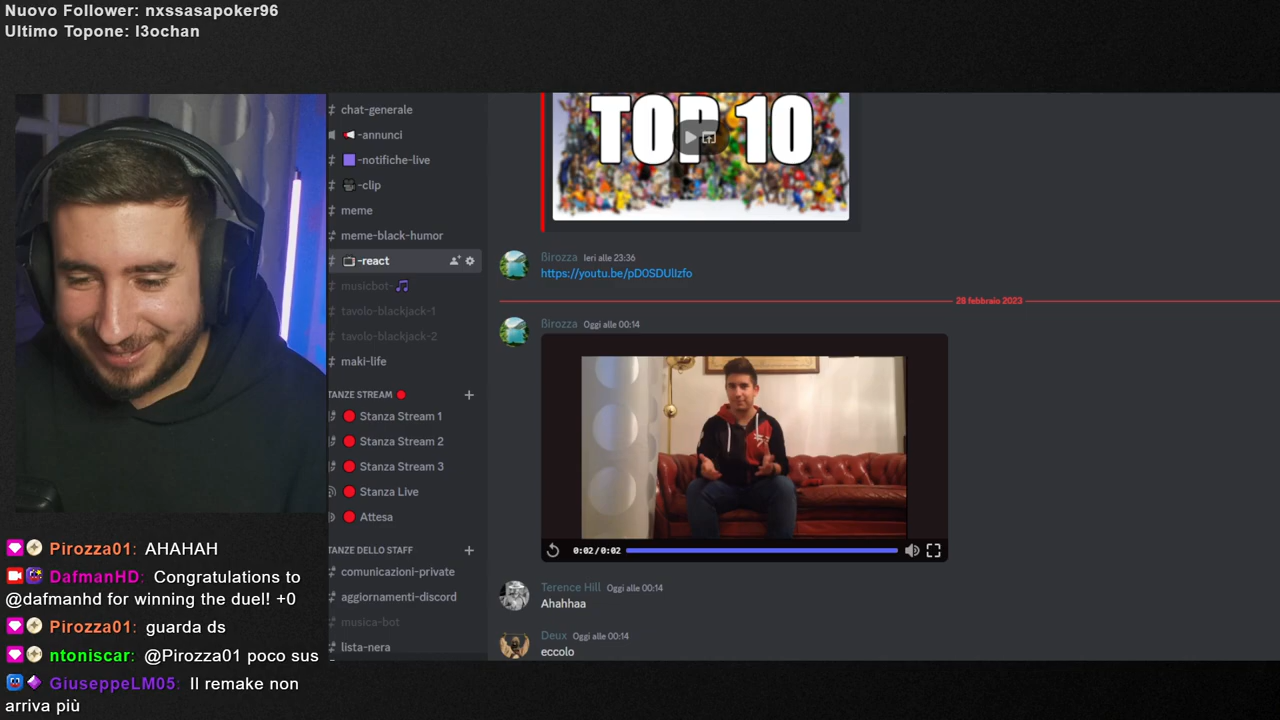 Nuovo Follower: nxssasapoker96
Ultimo Topone: l3ochan
chat-generale
-annunci
-notifiche-live
-clip
meme
meme-black-humor
-react
musicbot-
tavolo-blackjack-1
tavolo-blackjack-2
maki-life
TANZE STREAM
Stanza Stream 1
Stanza Stream 2
Stanza Stream 3
Stanza Live
Attesa
TANZE DELLO STAFF
comunicazioni-private
aggiornamenti-discord
musica-bot
lista-nera
TOP 10
ßirozza Ieri alle 23:36
https://youtu.be/pD0SDUlIzfo
28 febbraio 2023
ßirozza Oggi alle 00:14
0:02/0:02
Terence Hill Oggi alle 00:14
Ahahhaa
Deux Oggi alle 00:14
eccolo
Pirozza01: AHAHAH
DafmanHD: Congratulations to
@dafmanhd for winning the duel! +0
Pirozza01: guarda ds
ntoniscar: @Pirozza01 poco sus
GiuseppeLM05: Il remake non
arriva più